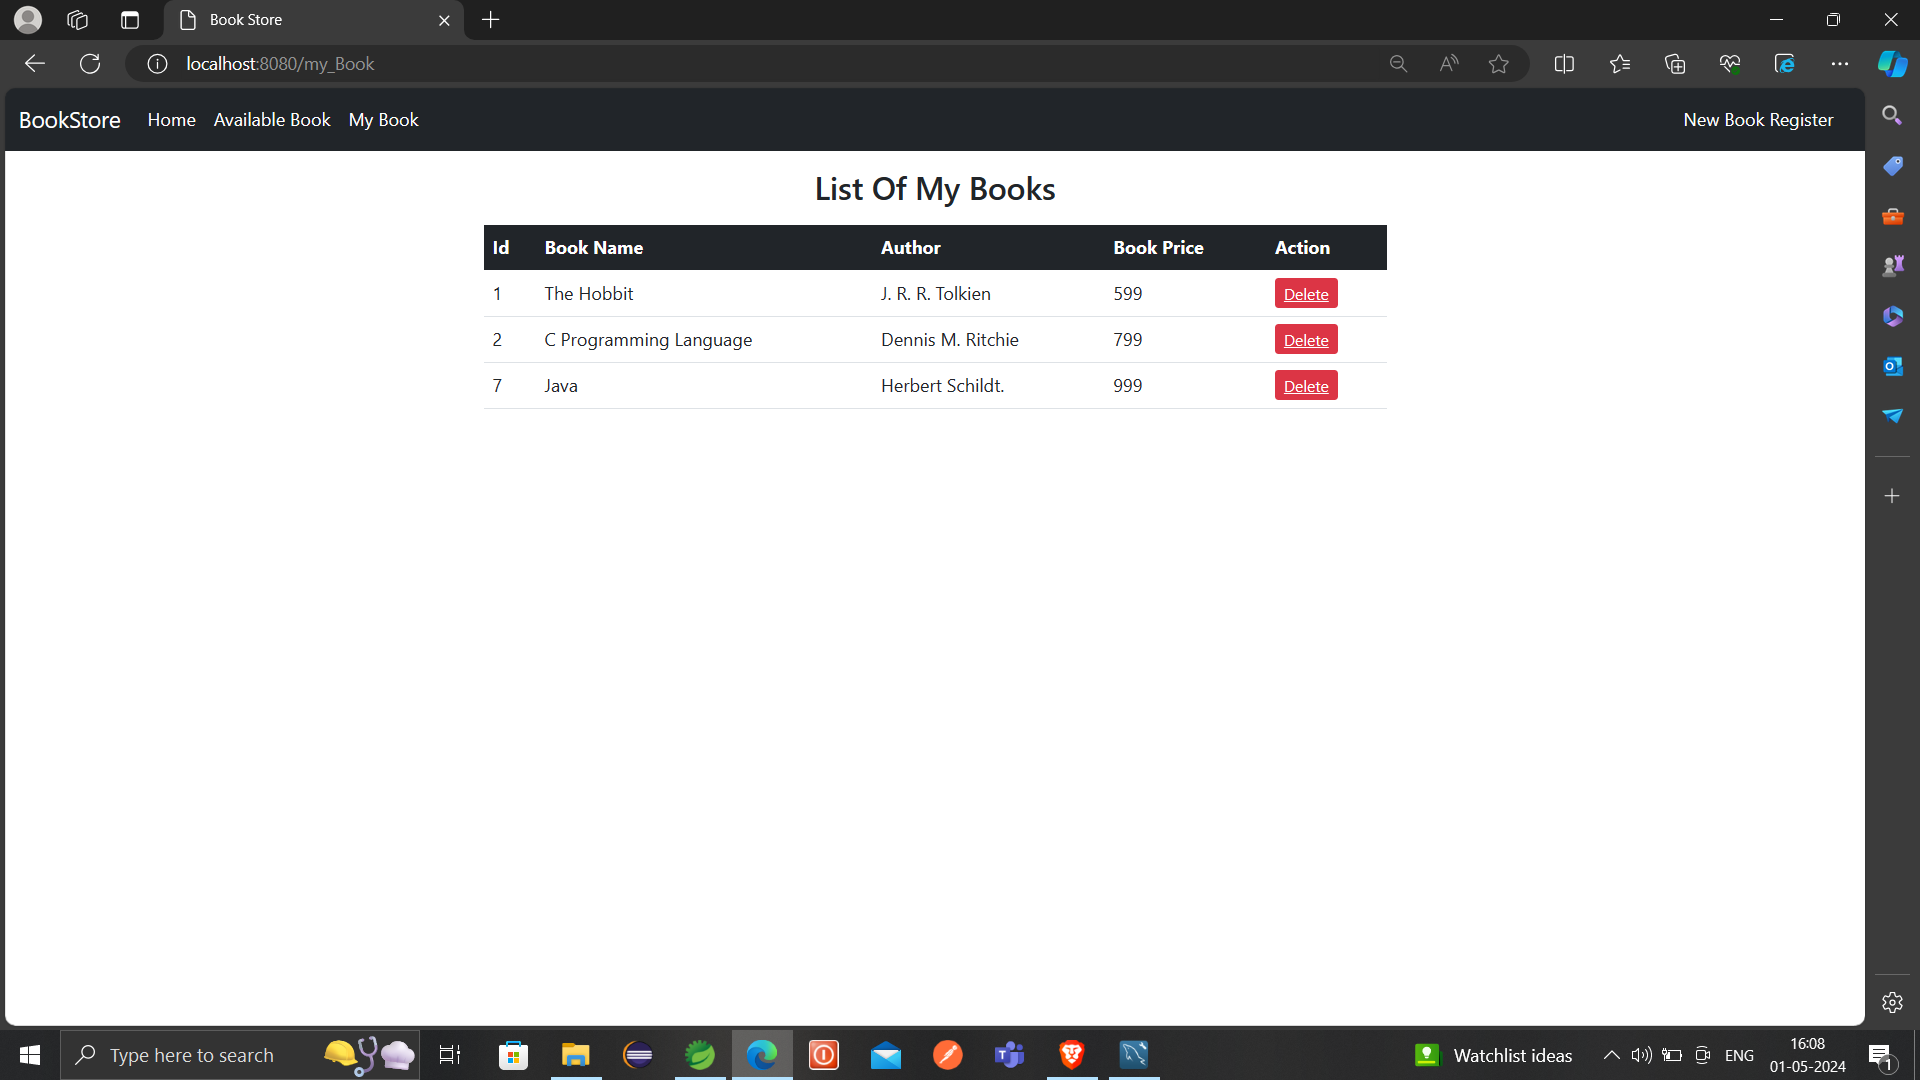 Book Store
localhost:8080/my_Book
BookStore Home Available Book My Book New Book Register
List Of My Books
Id Book Name Author Book Price Action
1 The Hobbit J. R. R. Tolkien 599 Delete
2 C Programming Language Dennis M. Ritchie 799 Delete
7 Java Herbert Schildt. 999 Delete
Type here to search Watchlist ideas ENG 16:08
01-05-2024
1